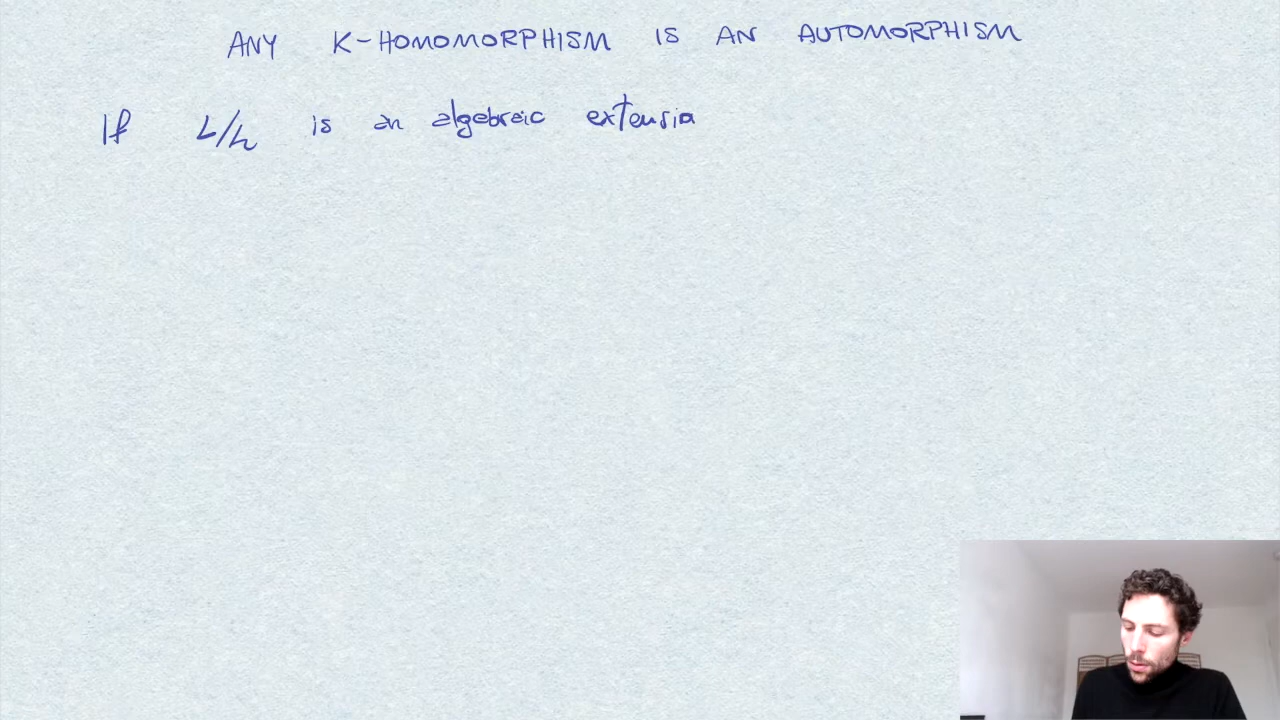 ANY K-HOMOMORPHISM IS AN AUTOMORPHISM
If L/k is an algebraic extensio